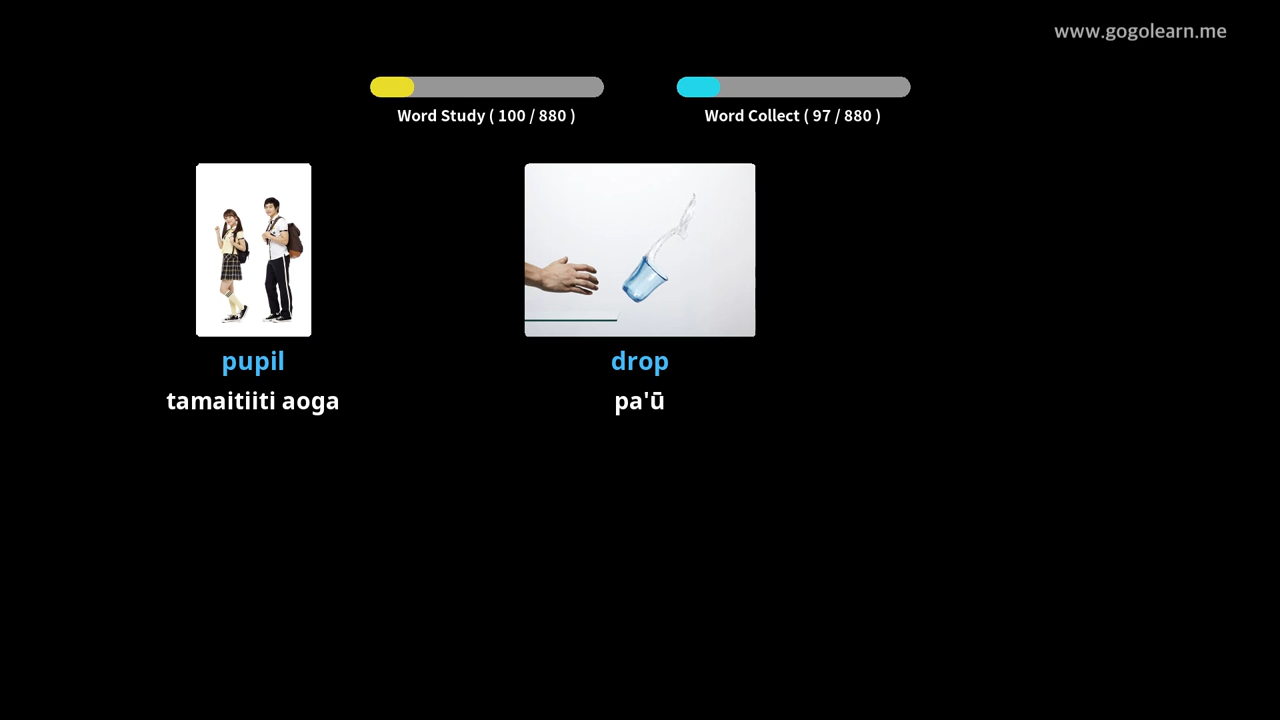 www.gogolearn.me
Word Study ( 100 / 880 )
Word Collect ( 97 / 880 )
pupil
tamaitiiti aoga
drop
pa'ū